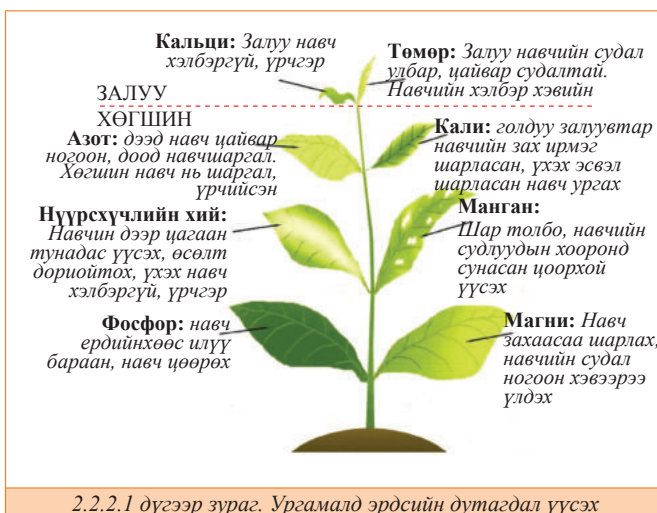 Кальци: Залуу навч
хэлбэргүй, үрчгэр
Төмөр: Залуу навчийн судал
улбар, цайвар судалтай.
Навчийн хэлбэр хэвийн
ЗАЛУУ
ХӨГШИН
Азот: дээд навч цайвар
ногоон, доод навчшаргал.
Хөгшин навч нь шаргал,
үрчийсэн
Кали: голдуу залуувтар
навчийн зах ирмэг
шарласан, үхэх эсвэл
шарласан навч ургах
Нүүрсхүчлийн хий:
Навчин дээр цагаан
тунадас үүсэх, өсөлт
дориойтох, үхэх навч
хэлбэргүй, үрчгэр
Манган:
Шар толбо, навчийн
судлуудын хооронд
сунасан цоорхой
үүсэх
Фосфор: навч
ердийнхөөс илүү
бараан, навч цөөрөх
Магни: Навч
захаасаа шарлах,
навчийн судал
ногоон хэвээрээ
үлдэх
2.2.2.1 дүгээр зураг. Ургамалд эрдсийн дутагдал үүсэх